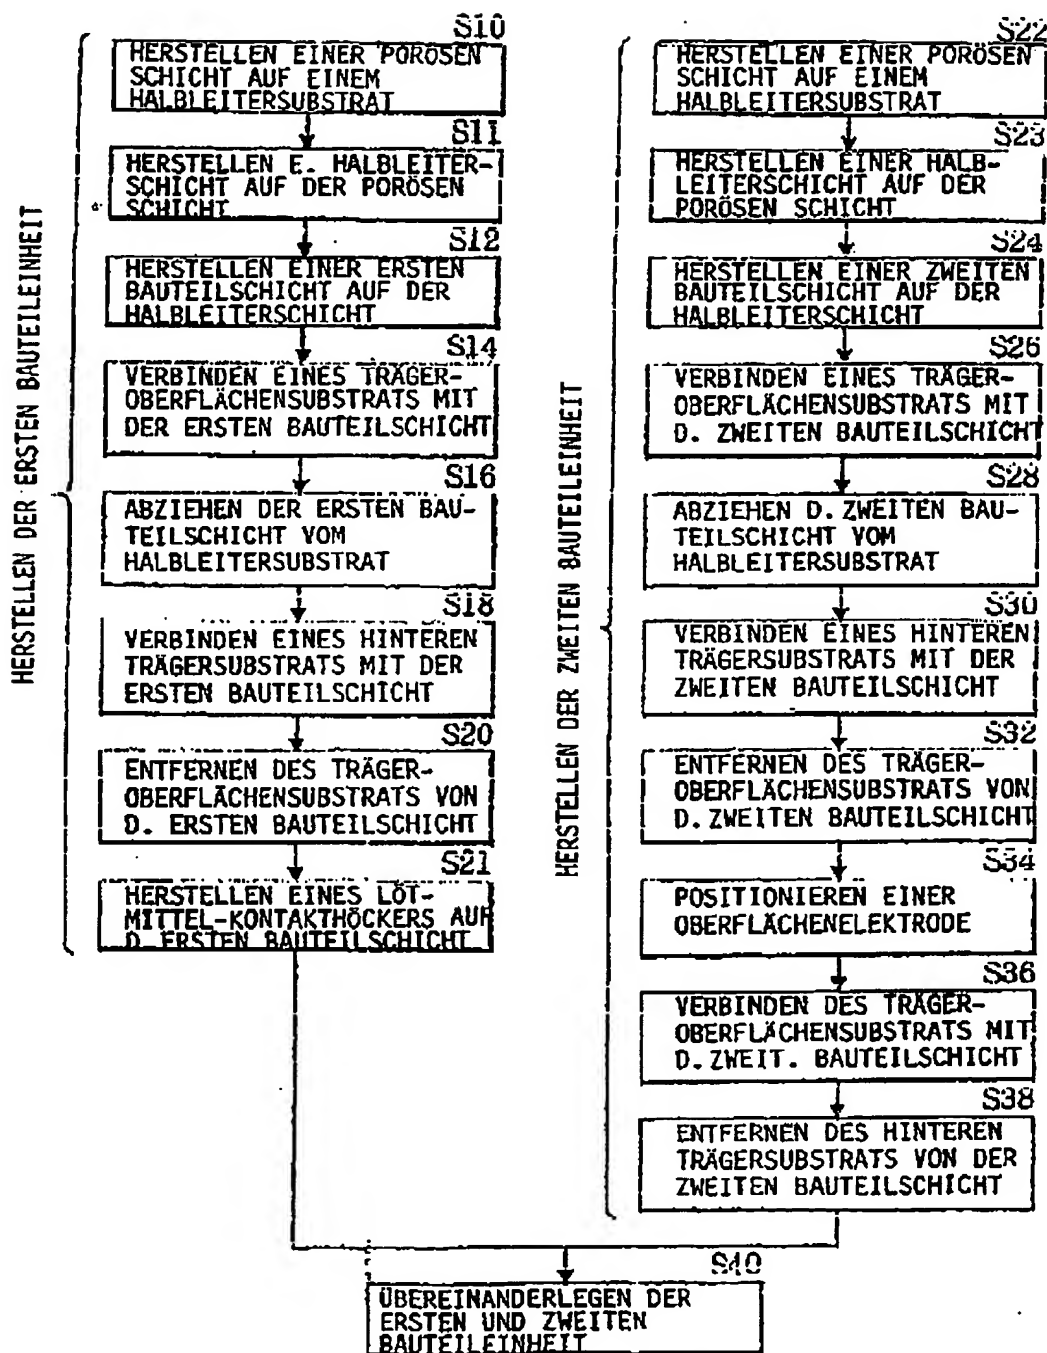 HERSTELLEN DER ERSTEN BAUTEILEINHEIT
S10
HERSTELLEN EINER PORÖSEN
SCHICHT AUF EINEM
HALBLEITERSUBSTRAT
S11
HERSTELLEN E. HALBLEITER-
SCHICHT AUF DER PORÖSEN
SCHICHT
S12
HERSTELLEN EINER ERSTEN
BAUTEILSCHICHT AUF DER
HALBLEITERSCHICHT
S14
VERBINDEN EINES TRÄGER-
OBERFLÄCHENSUBSTRATS MIT
DER ERSTEN BAUTEILSCHICHT
S16
ABZIEHEN DER ERSTEN BAU-
TEILSCHICHT VOM
HALBLEITERSUBSTRAT
S18
VERBINDEN EINES HINTEREN
TRÄGERSUBSTRATS MIT DER
ERSTEN BAUTEILSCHICHT
S20
ENTFERNEN DES TRÄGER-
OBERFLÄCHENSUBSTRATS VON
D. ERSTEN BAUTEILSCHICHT
S21
HERSTELLEN EINES LÖT-
MITTEL-KONTAKTHÖCKERS AUF
D. ERSTEN BAUTEILSCHICHT
HERSTELLEN DER ZWEITEN BAUTEILEINHEIT
S22
HERSTELLEN EINER PORÖSEN
SCHICHT AUF EINEM
HALBLEITERSUBSTRAT
S23
HERSTELLEN EINER HALB-
LEITERSCHICHT AUF DER
PORÖSEN SCHICHT
S24
HERSTELLEN EINER ZWEITEN
BAUTEILSCHICHT AUF DER
HALBLEITERSCHICHT
S26
VERBINDEN EINES TRÄGER-
OBERFLÄCHENSUBSTRATS MIT
D. ZWEITEN BAUTEILSCHICHT
S28
ABZIEHEN D. ZWEITEN BAU-
TEILSCHICHT VOM
HALBLEITERSUBSTRAT
S30
VERBINDEN EINES HINTEREN
TRÄGERSUBSTRATS MIT DER
ZWEITEN BAUTEILSCHICHT
S32
ENTFERNEN DES TRÄGER-
OBERFLÄCHENSUBSTRATS VON
D. ZWEITEN BAUTEILSCHICHT
S34
POSITIONIEREN EINER
OBERFLÄCHENELEKTRODE
S36
VERBINDEN DES TRÄGER-
OBERFLÄCHENSUBSTRATS MIT
D. ZWEIT. BAUTEILSCHICHT
S38
ENTFERNEN DES HINTEREN
TRÄGERSUBSTRATS VON DER
ZWEITEN BAUTEILSCHICHT
S40
ÜBEREINANDERLEGEN DER
ERSTEN UND ZWEITEN
BAUTEILEINHEIT